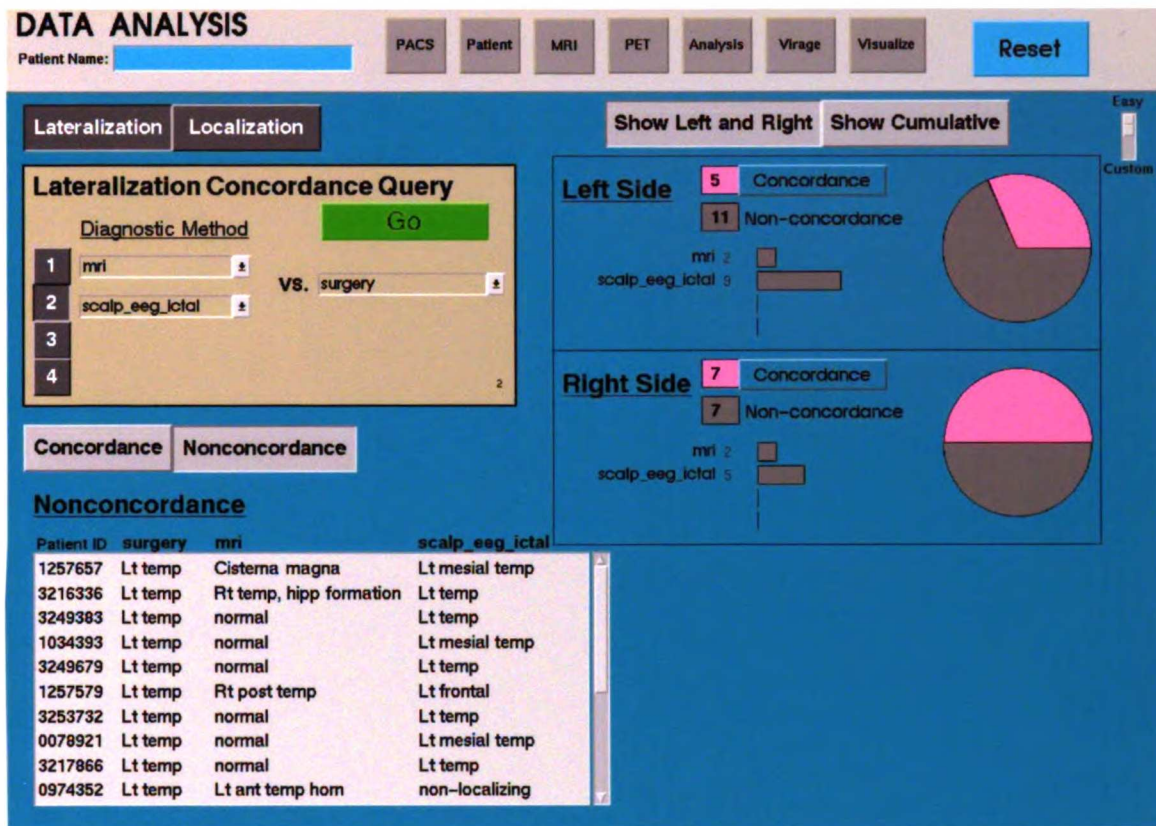 DATA ANALYSIS
Patient Name:
PACS Patient MRI PET Analysis Virage Visualize Reset
Lateralization Localization
Show Left and Right Show Cumulative
Easy
Custom
Lateralization Concordance Query
Diagnostic Method
Go
1 mri
VS. surgery
2 scalp_eeg_ictal
3
4
2
Left Side
5 Concordance
11 Non-concordance
mri 2
scalp_eeg_ictal 9
Right Side
7 Concordance
7 Non-concordance
mri 2
scalp_eeg_ictal 5
Concordance Nonconcordance
Nonconcordance
Patient ID surgery mri scalp_eeg_ictal
1257657 Lt temp Cisterna magna Lt mesial temp
3216336 Lt temp Rt temp, hipp formation Lt temp
3249383 Lt temp normal Lt temp
1034393 Lt temp normal Lt mesial temp
3249679 Lt temp normal Lt temp
1257579 Lt temp Rt post temp Lt frontal
3253732 Lt temp normal Lt temp
0078921 Lt temp normal Lt mesial temp
3217866 Lt temp normal Lt temp
0974352 Lt temp Lt ant temp horn non-localizing